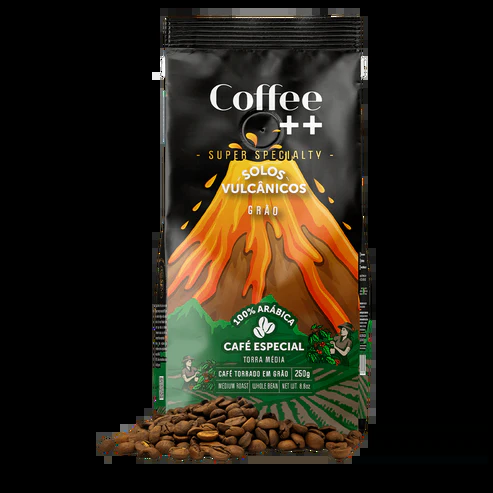 Coffee
++
- SUPER SPECIALTY -
SOLOS
VULCÂNICOS
GRÃO
100% ARÁBICA
CAFÉ ESPECIAL
TORRA MÉDIA
CAFÉ TORRADO EM GRÃO 250g
MEDIUM ROAST WHOLE BEAN NET WT 8.8oz